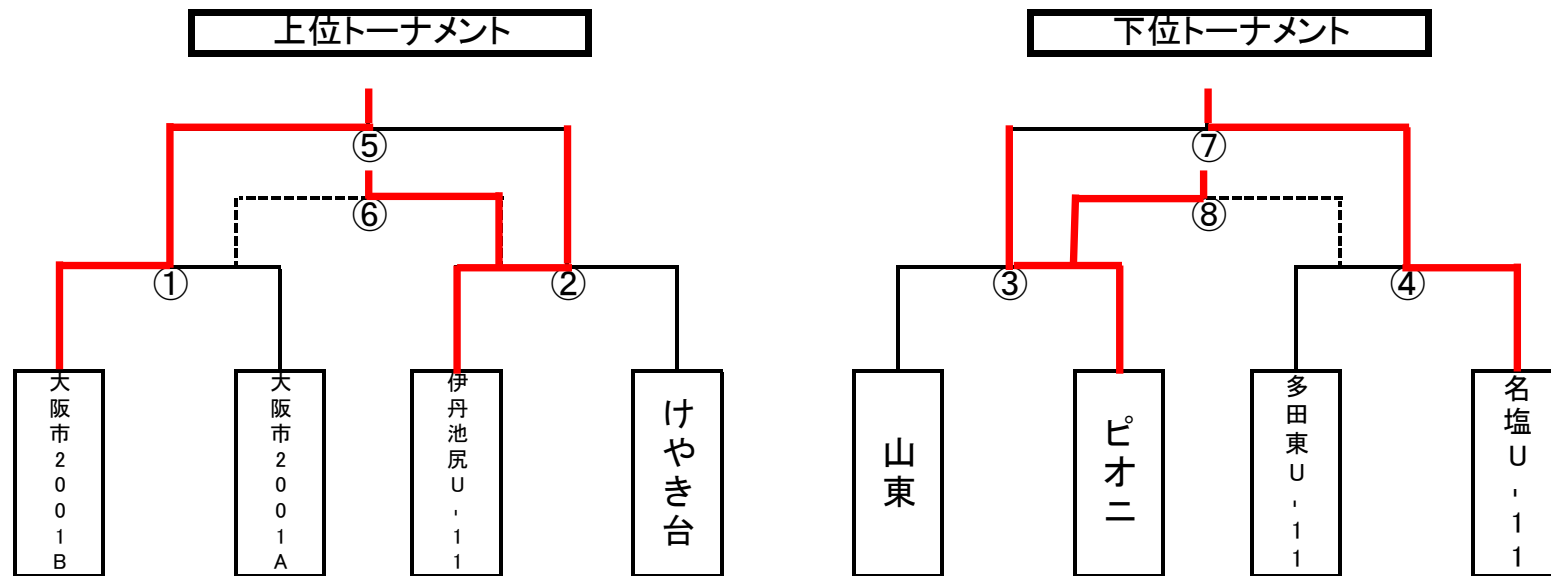 上位トーナメント
下位トーナメント
⑤
⑦
⑥
⑧
①
②
③
④
大阪市2001B
大阪市2001A
伊丹池尻U-11
けやき台
山東
ピオニ
多田東U-11
名塩U-11